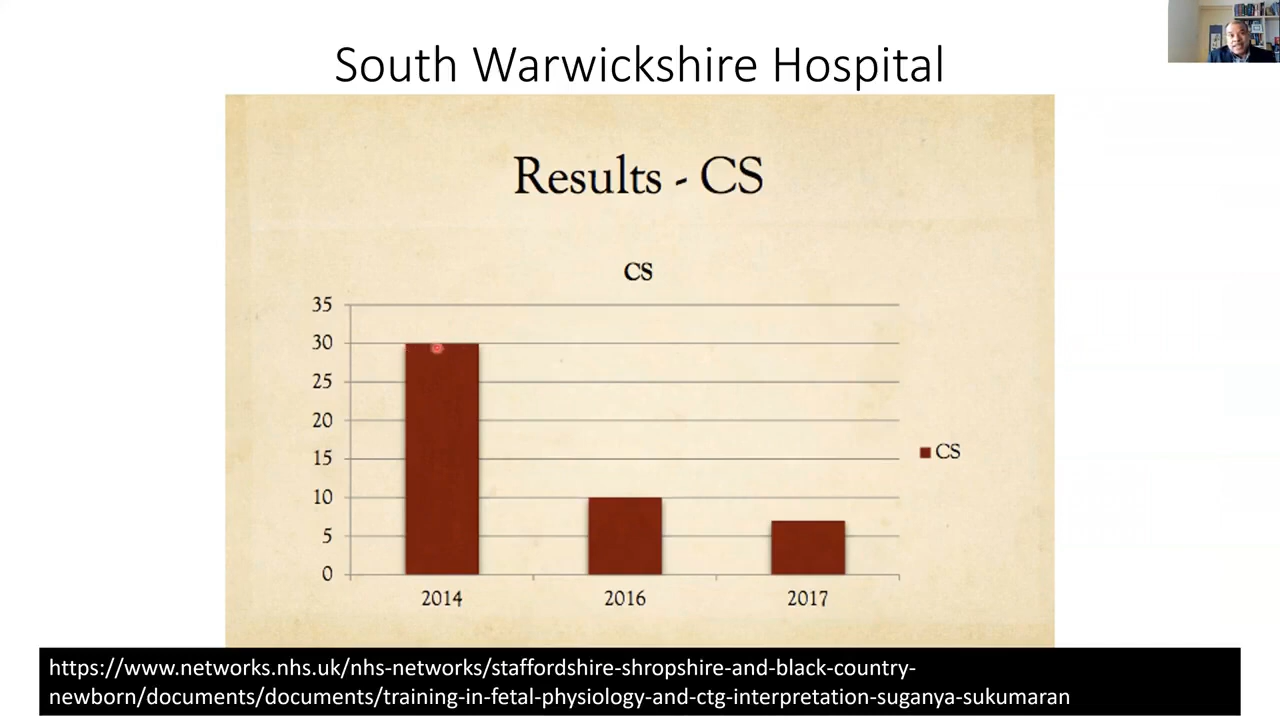 South Warwickshire Hospital
Results - CS
CS
35
30
25
20
15
10
5
0
CS
2014
2016
2017
https://www.networks.nhs.uk/nhs-networks/staffordshire-shropshire-and-black-country-
newborn/documents/documents/training-in-fetal-physiology-and-ctg-interpretation-suganya-sukumaran